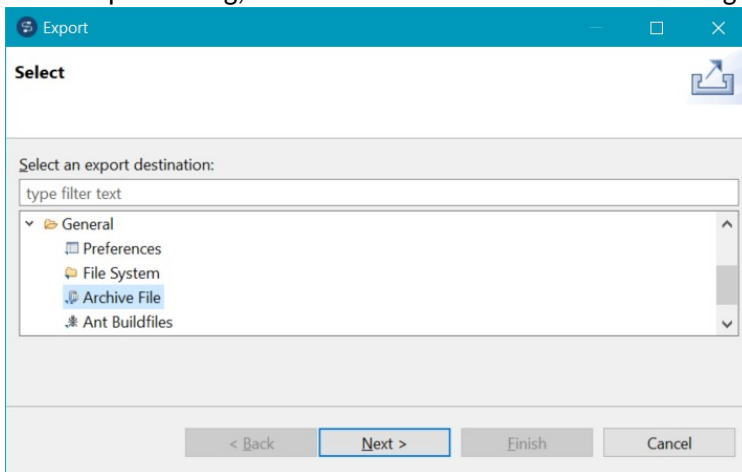 Export
Select
Select an export destination:
type filter text
General
Preferences
File System
Archive File
Ant Buildfiles
< Back Next > Finish Cancel